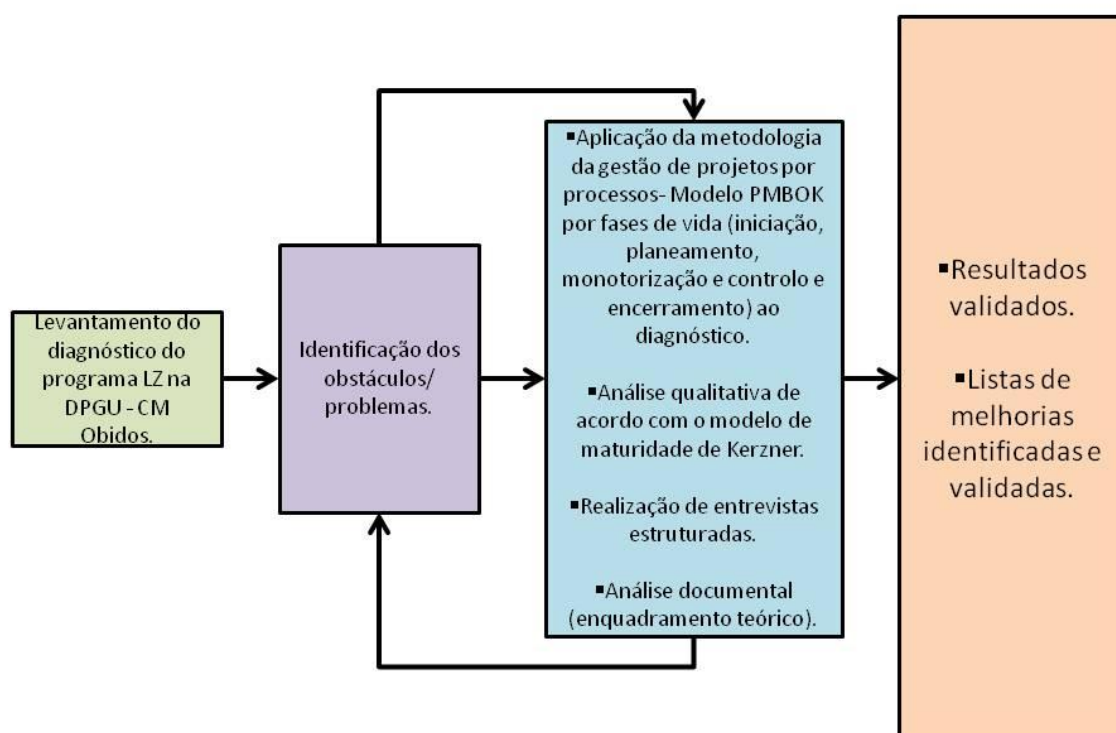 Levantamento do
diagnóstico do
programa LZ na
DPGU - CM
Obidos.
Identificação dos
obstáculos/
problemas.
▪Aplicação da metodologia
da gestão de projetos por
processos- Modelo PMBOK
por fases de vida (iniciação,
planeamento,
monotorização e controlo e
encerramento) ao
diagnóstico.
▪Análise qualitativa de
acordo com o modelo de
maturidade de Kerzner.
▪Realização de entrevistas
estruturadas.
▪Análise documental
(enquadramento teórico).
▪Resultados
validados.
▪Listas de
melhorias
identificadas e
validadas.